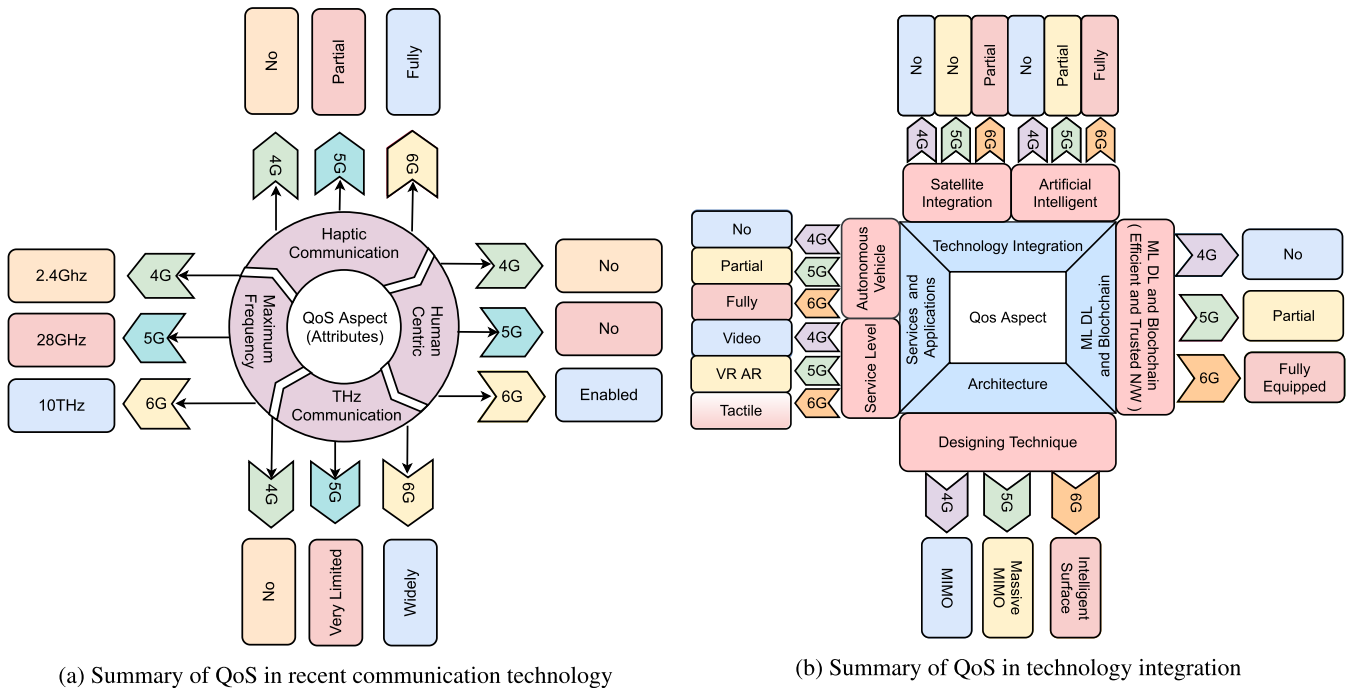 No
Partial
Fully
4G
5G
6G
Haptic
Communication
2.4Ghz
4G
28GHz
5G
10THz
6G
Maximum
Frequency
QoS Aspect
(Attributes)
Human
Centric
4G
No
5G
No
6G
Enabled
THz
Communication
4G
5G
6G
No
Very Limited
Widely
(a) Summary of QoS in recent communication technology
No
No
Partial
No
Partial
Fully
4G
5G
6G
4G
5G
6G
Satellite
Integration
Artificial
Intelligent
No
4G
Partial
5G
Fully
6G
Video
4G
VR AR
5G
Tactile
6G
Autonomous
Vehicle
Service Level
Services and
Applications
Technology Integration
Qos Aspect
Architecture
ML DL
and Blochain
ML DL and Blochchain
( Efficient and Trusted N/W )
4G
No
5G
Partial
6G
Fully
Equipped
Designing Technique
4G
5G
6G
MIMO
Massive
MIMO
Intelligent
Surface
(b) Summary of QoS in technology integration